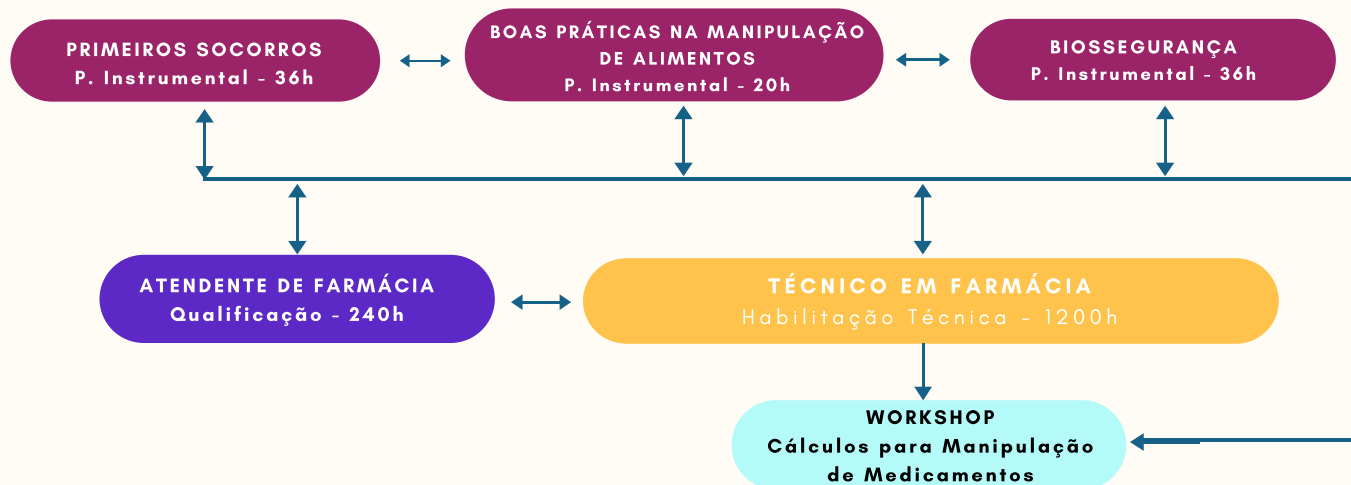 PRIMEIROS SOCORROS
P. Instrumental - 36h
BOAS PRÁTICAS NA MANIPULAÇÃO
DE ALIMENTOS
P. Instrumental - 20h
BIOSSEGURANÇA
P. Instrumental - 36h
ATENDENTE DE FARMÁCIA
Qualificação - 240h
TÉCNICO EM FARMÁCIA
Habilitação Técnica - 1200h
WORKSHOP
Cálculos para Manipulação
de Medicamentos